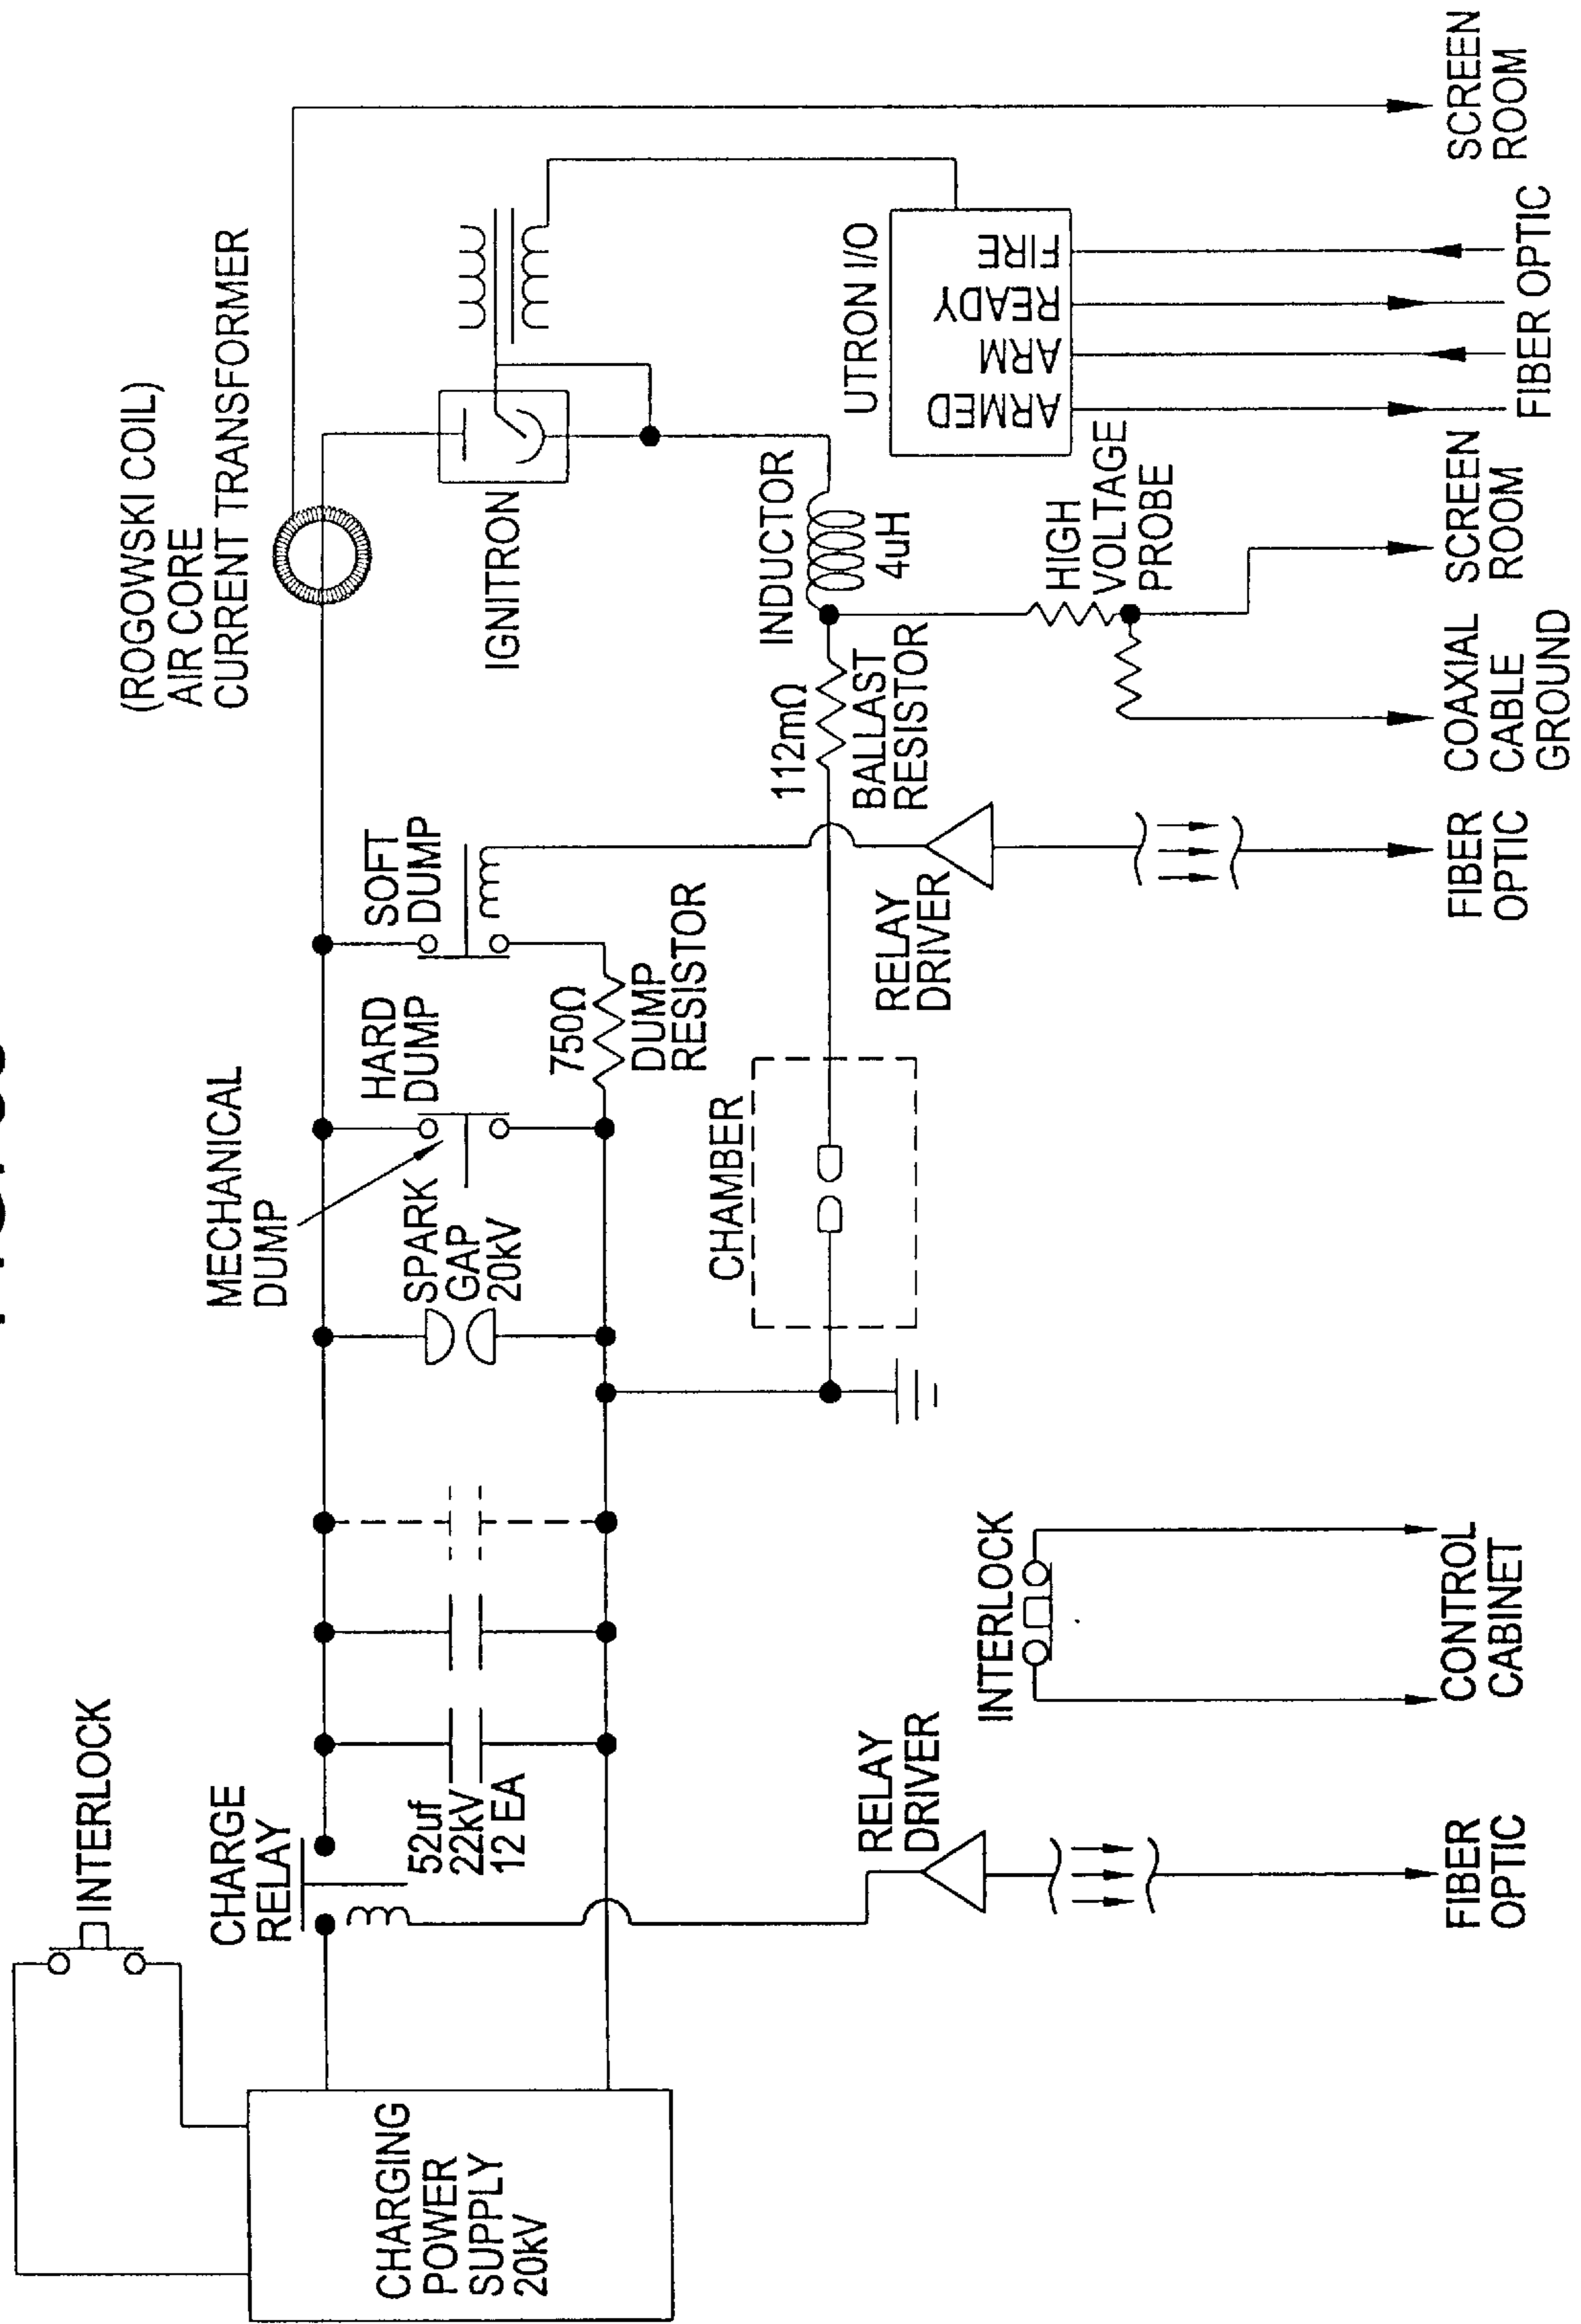 INTERLOCK
CHARGING
POWER
SUPPLY
20kV
CHARGE
RELAY
52uf
22kV
12 EA
MECHANICAL
DUMP
SPARK
GAP
20kV
HARD
DUMP
SOFT
DUMP
750Ω
DUMP
RESISTOR
(ROGOWSKI COIL)
AIR CORE
CURRENT TRANSFORMER
IGNITRON
INDUCTOR
4uH
112mΩ
BALLAST
RESISTOR
HIGH
VOLTAGE
PROBE
UTRON I/O
ARMED
ARM
READY
FIRE
CHAMBER
RELAY
DRIVER
RELAY
DRIVER
INTERLOCK
FIBER
OPTIC
CONTROL
CABINET
FIBER
OPTIC
COAXIAL
CABLE
GROUND
SCREEN
ROOM
FIBER OPTIC
SCREEN
ROOM